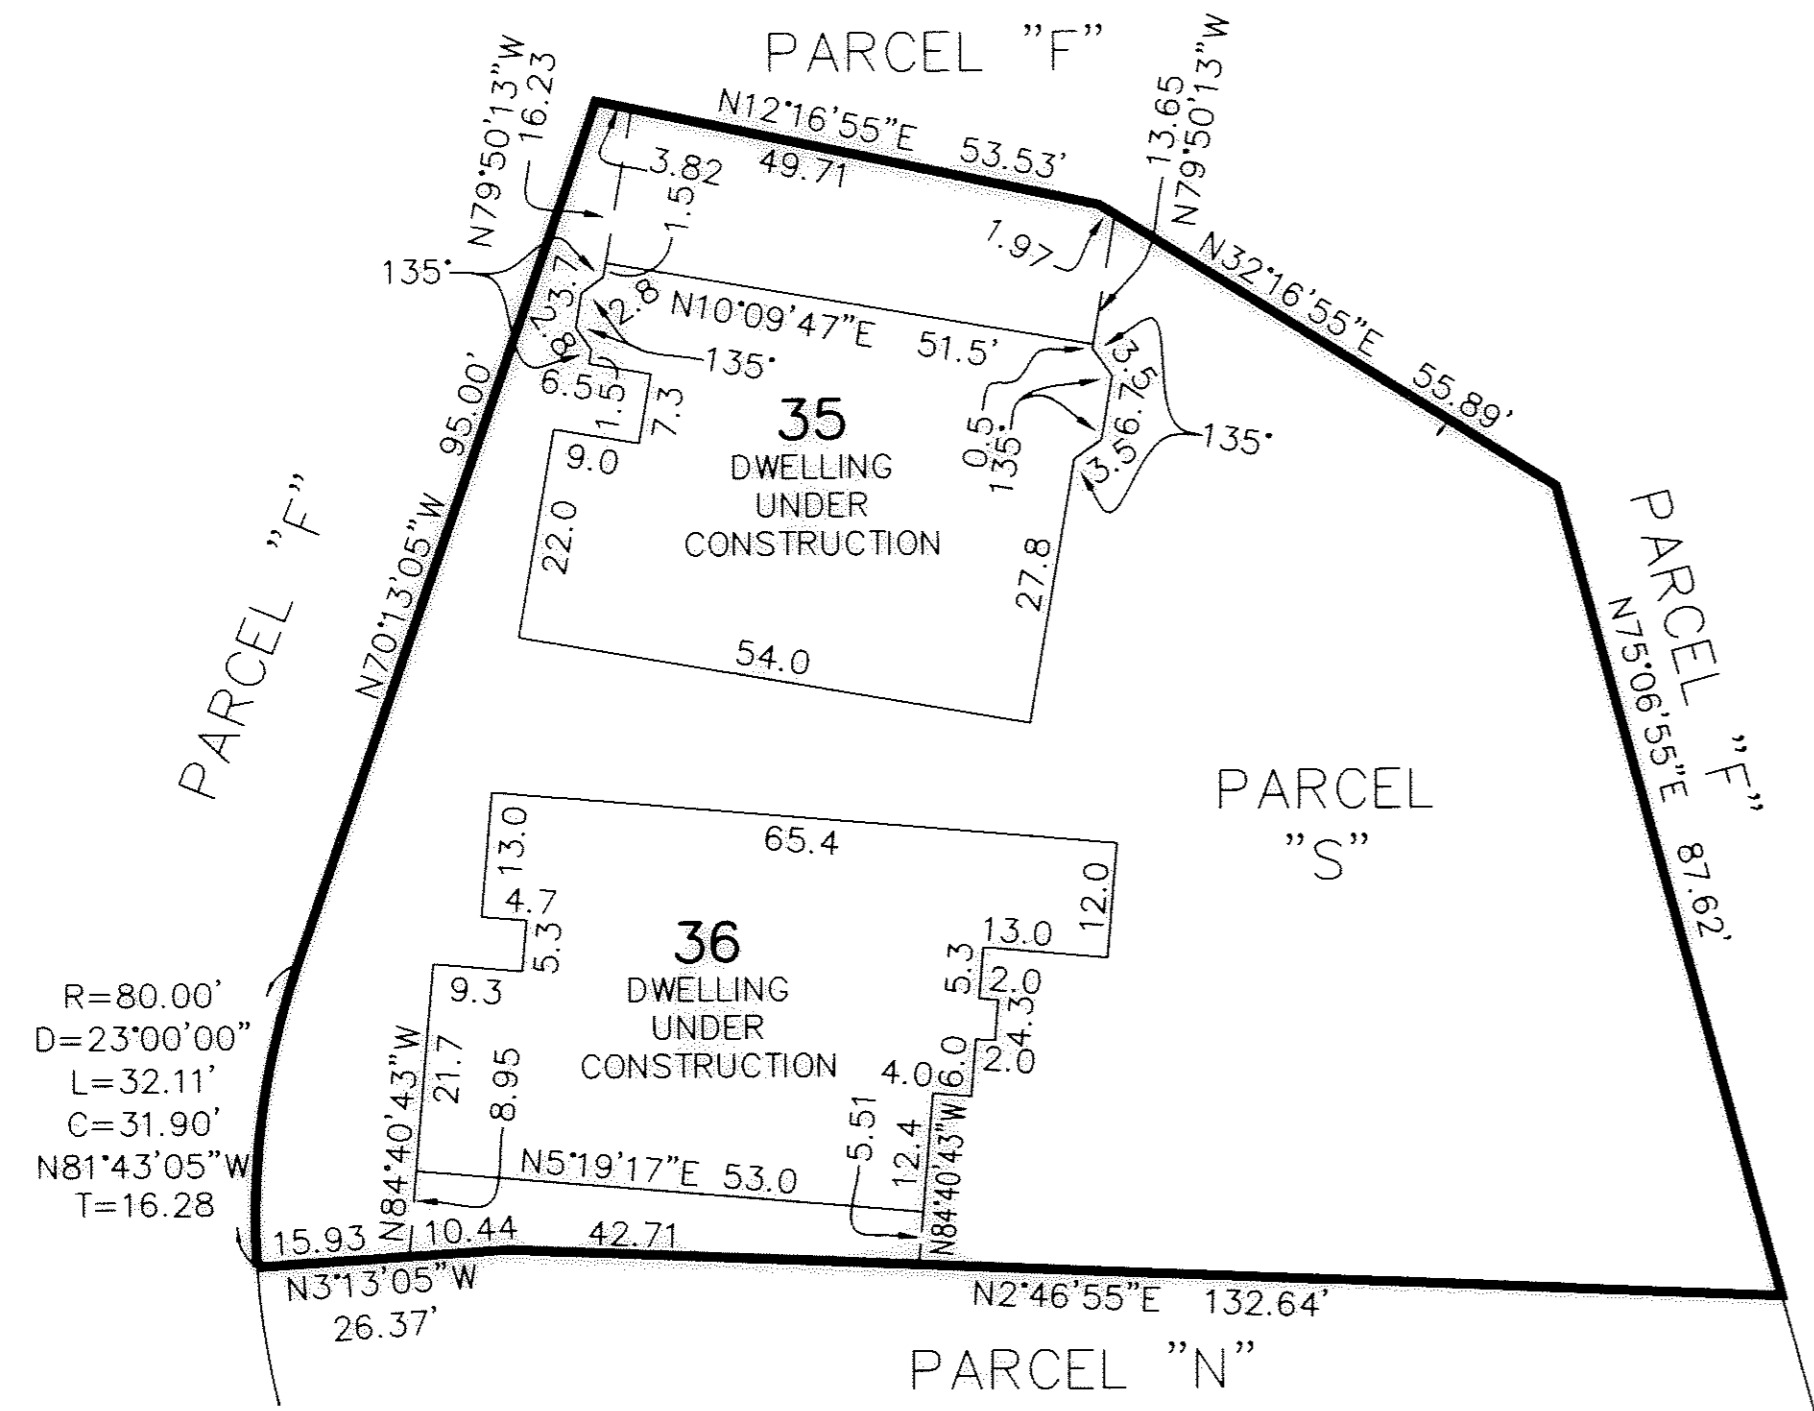 PARCEL "F"
N79°50'13"W
16.23
N12°16'55"E 53.53'
13.65
N79°50'13"W
3.82
49.71
1.5
1.97
N32°16'55"E 55.89'
135°
3.7
2.8
2.8
N10°09'47"E 51.5'
135°
6.5
1.5
7.3
0.5
135°
3.5
6.7
3.5
135°
35
DWELLING
UNDER
CONSTRUCTION
9.0
22.0
27.8
54.0
N70°13'05"W 95.00'
PARCEL "F"
PARCEL "F"
N75°06'55"E 87.62'
PARCEL
"S"
13.0
65.4
12.0
4.7
5.3
9.3
36
DWELLING
UNDER
CONSTRUCTION
13.0
5.3
2.0
4.3
2.0
6.0
4.0
21.7
8.95
5.51
12.4
N84°40'43"W
N84°40'43"W
N5°19'17"E 53.0
R=80.00'
D=23°00'00"
L=32.11'
C=31.90'
N81°43'05"W
T=16.28
15.93
10.44
42.71
N3°13'05"W
26.37'
N2°46'55"E 132.64'
PARCEL "N"